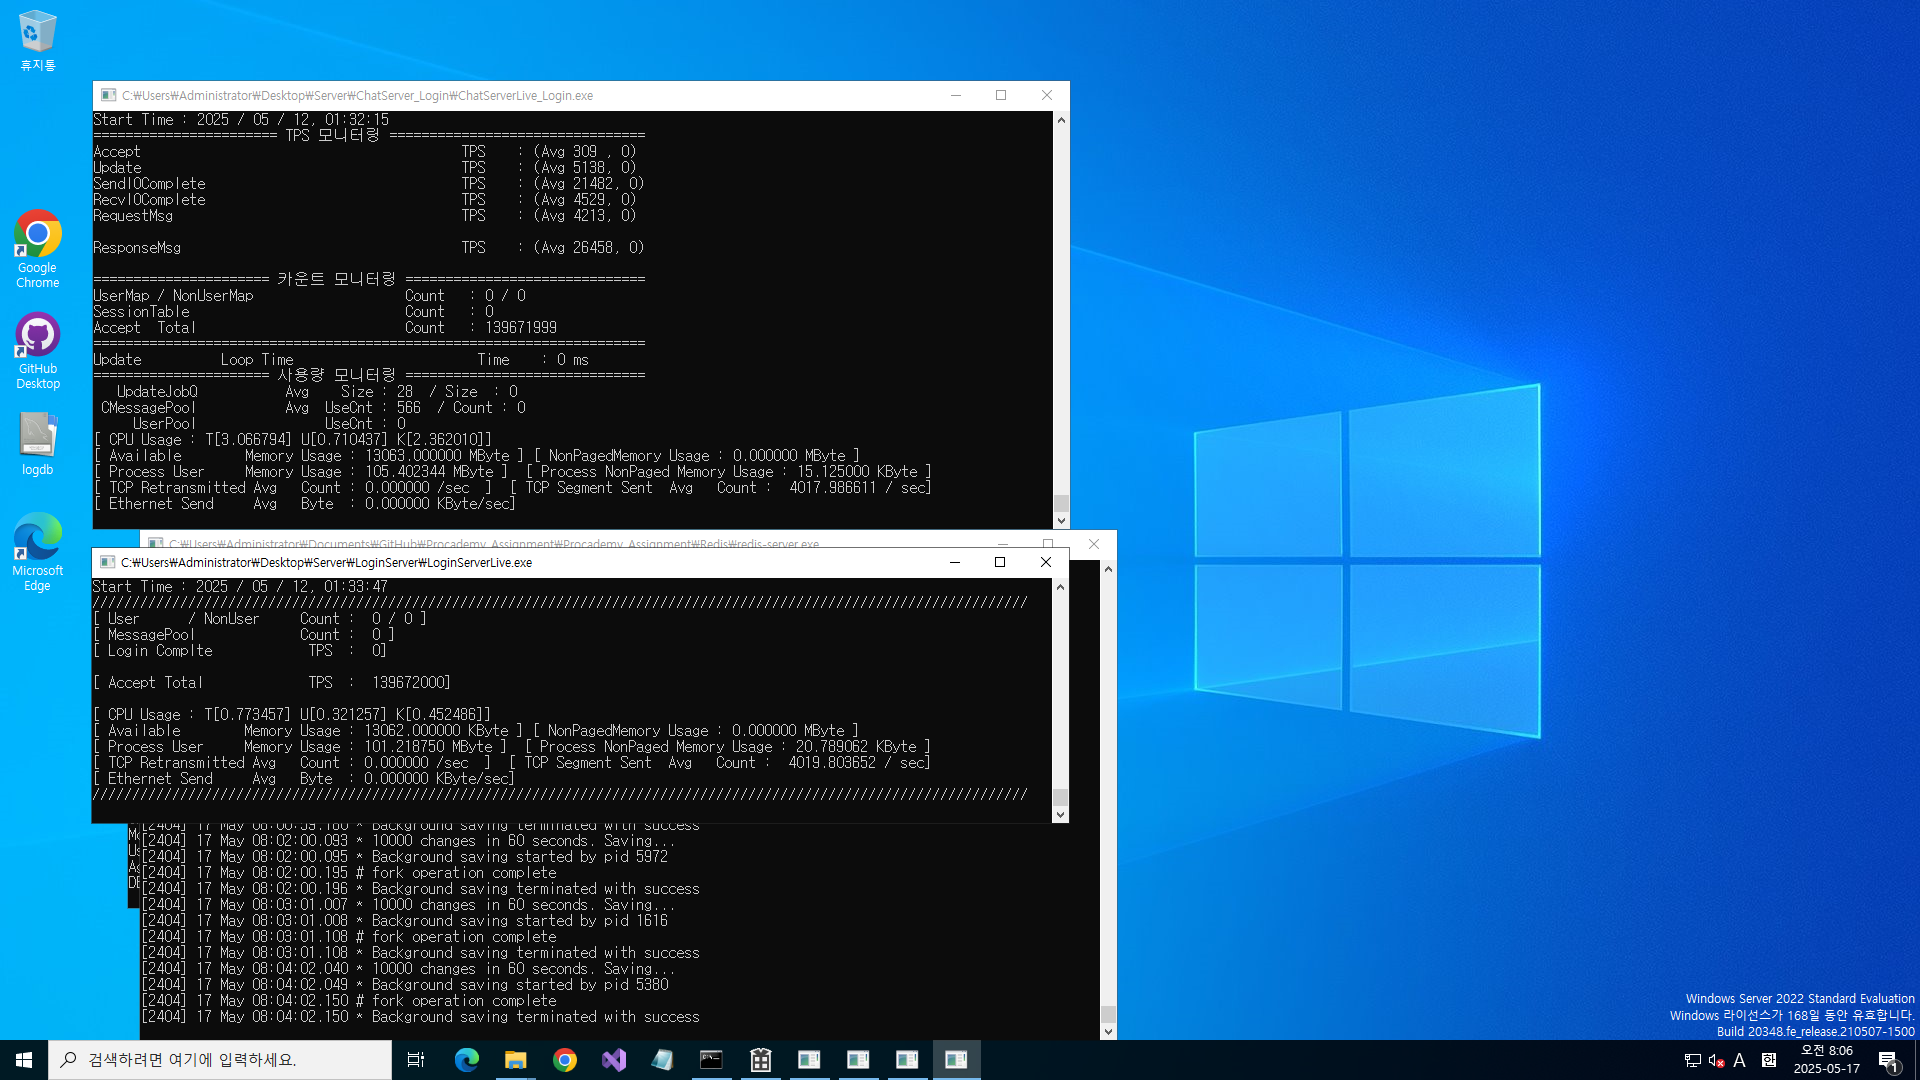 휴지통
Google
Chrome
GitHub
Desktop
logdb
Microsoft
Edge
C:₩Users₩Administrator₩Desktop₩Server₩ChatServer_Login₩ChatServerLive_Login.exe
Start Time : 2025 / 05 / 12, 01:32:15
======================= TPS 모니터링 ================================
Accept TPS : (Avg 309 , 0)
Update TPS : (Avg 5138, 0)
SendIOComplete TPS : (Avg 21482, 0)
RecvIOComplete TPS : (Avg 4529, 0)
RequestMsg TPS : (Avg 4213, 0)
ResponseMsg TPS : (Avg 26458, 0)
====================== 카운트 모니터링 ==============================
UserMap / NonUserMap Count : 0 / 0
SessionTable Count : 0
Accept Total Count : 139671999
=====================================================================
Update Loop Time Time : 0 ms
====================== 사용량 모니터링 ==============================
UpdateJobQ Avg Size : 28 / Size : 0
CMessagePool Avg UseCnt : 566 / Count : 0
UserPool UseCnt : 0
[ CPU Usage : T[3.066794] U[0.710437] K[2.362010]]
[ Available Memory Usage : 13063.000000 MByte ] [ NonPagedMemory Usage : 0.000000 MByte ]
[ Process User Memory Usage : 105.402344 MByte ] [ Process NonPaged Memory Usage : 15.125000 KByte ]
[ TCP Retransmitted Avg Count : 0.000000 /sec ] [ TCP Segment Sent Avg Count : 4017.986611 / sec]
[ Ethernet Send Avg Byte : 0.000000 KByte/sec]
C:₩Users₩Administrator₩Documents₩GitHub₩Procademy_Assignment₩Procademy_Assignment₩Redis₩redis-server.exe
C:₩Users₩Administrator₩Desktop₩Server₩LoginServer₩LoginServerLive.exe
Start Time : 2025 / 05 / 12, 01:33:47
/////////////////////////////////////////////////////////////////////////////////////////////////////////////////////
[ User / NonUser Count : 0 / 0 ]
[ MessagePool Count : 0 ]
[ Login Complte TPS : 0]
[ Accept Total TPS : 139672000]
[ CPU Usage : T[0.773457] U[0.321257] K[0.452486]]
[ Available Memory Usage : 13062.000000 KByte ] [ NonPagedMemory Usage : 0.000000 MByte ]
[ Process User Memory Usage : 101.218750 MByte ] [ Process NonPaged Memory Usage : 20.789062 KByte ]
[ TCP Retransmitted Avg Count : 0.000000 /sec ] [ TCP Segment Sent Avg Count : 4019.803652 / sec]
[ Ethernet Send Avg Byte : 0.000000 KByte/sec]
/////////////////////////////////////////////////////////////////////////////////////////////////////////////////////
[2404] 17 May 08:00:59.180 * Background saving terminated with success
[2404] 17 May 08:02:00.093 * 10000 changes in 60 seconds. Saving...
[2404] 17 May 08:02:00.095 * Background saving started by pid 5972
[2404] 17 May 08:02:00.195 # fork operation complete
[2404] 17 May 08:02:00.196 * Background saving terminated with success
[2404] 17 May 08:03:01.007 * 10000 changes in 60 seconds. Saving...
[2404] 17 May 08:03:01.008 * Background saving started by pid 1616
[2404] 17 May 08:03:01.108 # fork operation complete
[2404] 17 May 08:03:01.108 * Background saving terminated with success
[2404] 17 May 08:04:02.040 * 10000 changes in 60 seconds. Saving...
[2404] 17 May 08:04:02.049 * Background saving started by pid 5380
[2404] 17 May 08:04:02.150 # fork operation complete
[2404] 17 May 08:04:02.150 * Background saving terminated with success
Windows Server 2022 Standard Evaluation
Windows 라이선스가 168일 동안 유효합니다.
Build 20348.fe_release.210507-1500
검색하려면 여기에 입력하세요.
A 한
오전 8:06
2025-05-17
1